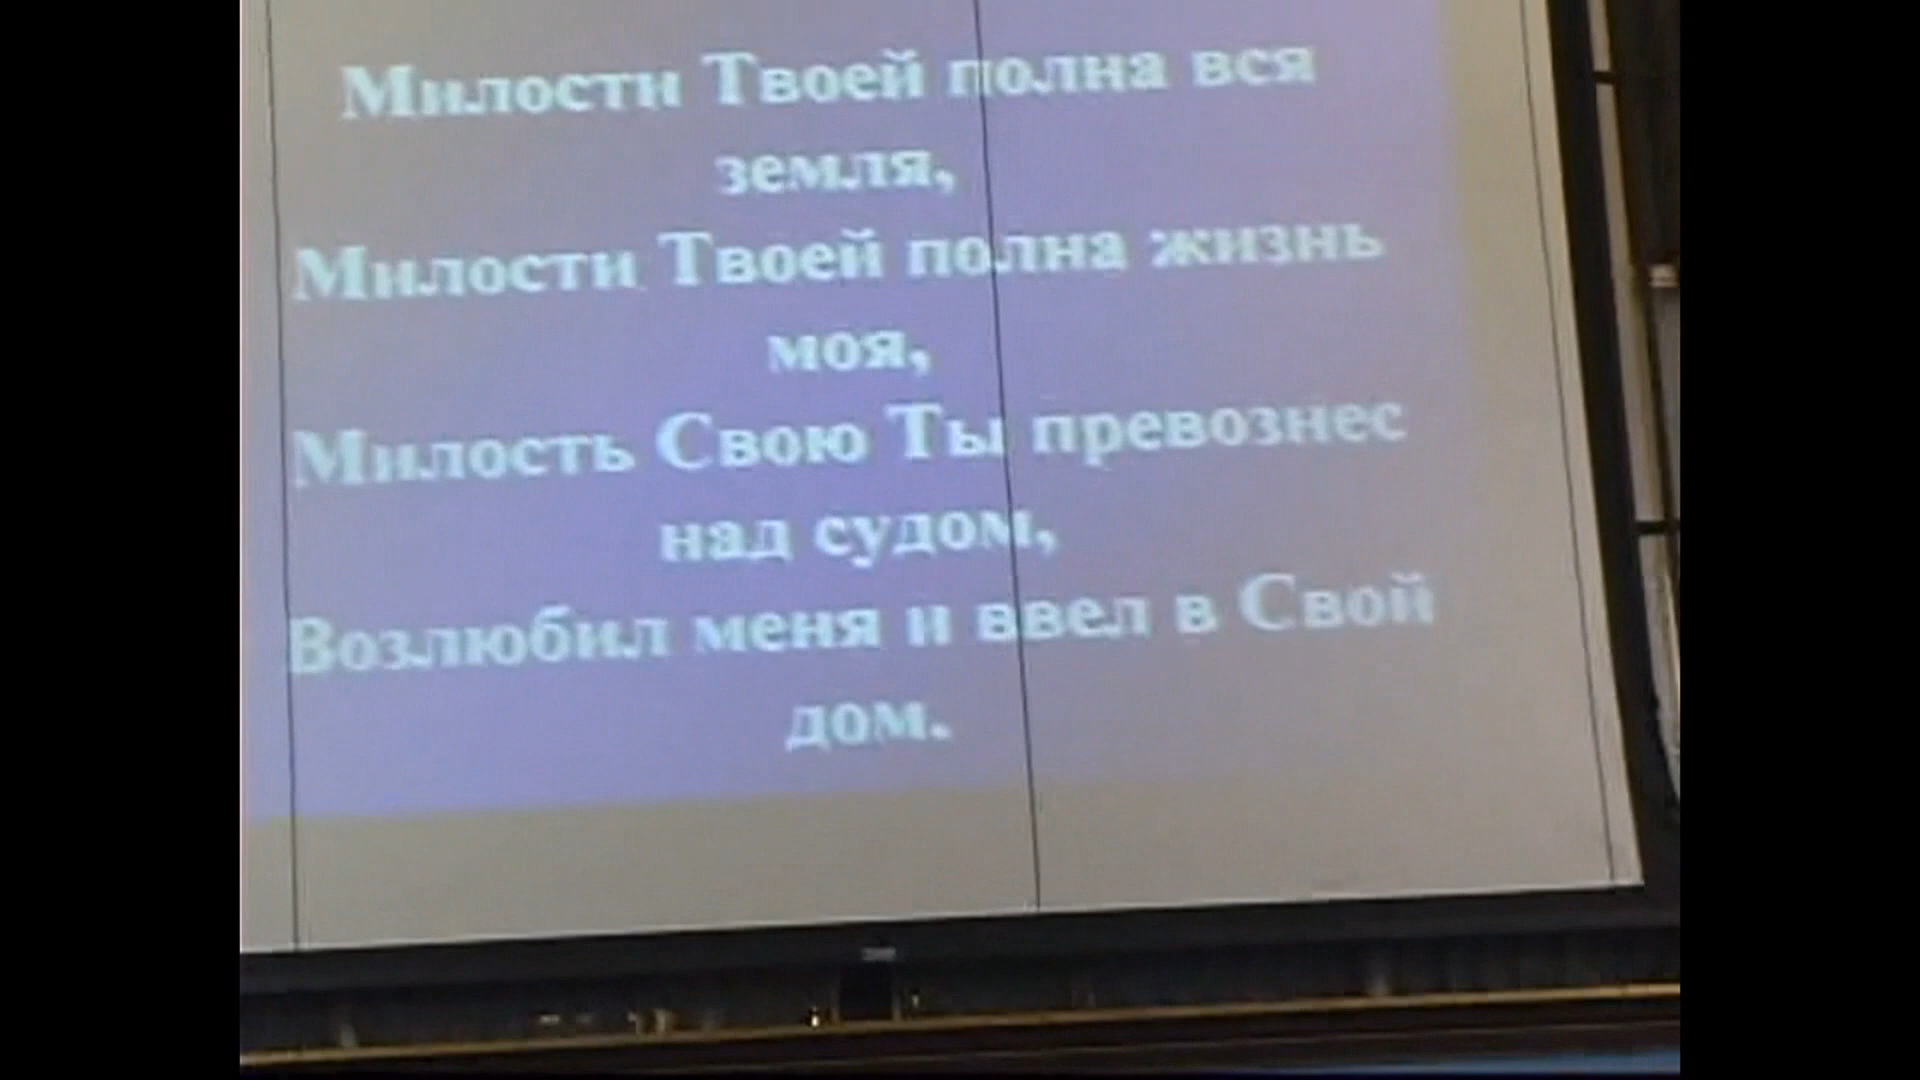 Милости Твоей полна вся
земля,
Милости Твоей полна жизнь
моя,
Милость Свою Ты превознес
над судом,
Возлюбил меня и ввел в Свой
дом.